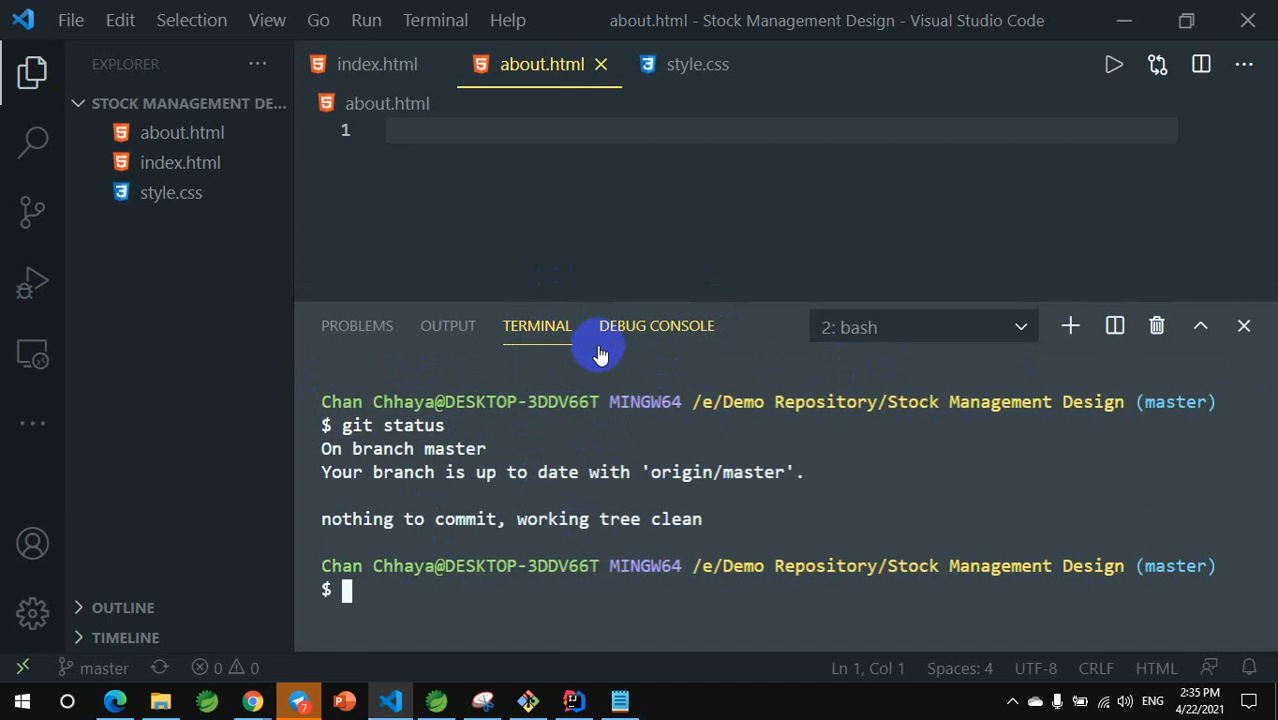 File Edit Selection View Go Run Terminal Help about.html - Stock Management Design - Visual Studio Code
EXPLORER
index.html about.html style.css
STOCK MANAGEMENT DE...
about.html
about.html
index.html
style.css
1
PROBLEMS OUTPUT TERMINAL DEBUG CONSOLE 2: bash
Chan Chhaya@DESKTOP-3DDV66T MINGW64 /e/Demo Repository/Stock Management Design (master)
$ git status
On branch master
Your branch is up to date with 'origin/master'.
nothing to commit, working tree clean
Chan Chhaya@DESKTOP-3DDV66T MINGW64 /e/Demo Repository/Stock Management Design (master)
$
OUTLINE
TIMELINE
master 0 0 Ln 1, Col 1 Spaces: 4 UTF-8 CRLF HTML
7
ENG
2:35 PM
4/22/2021